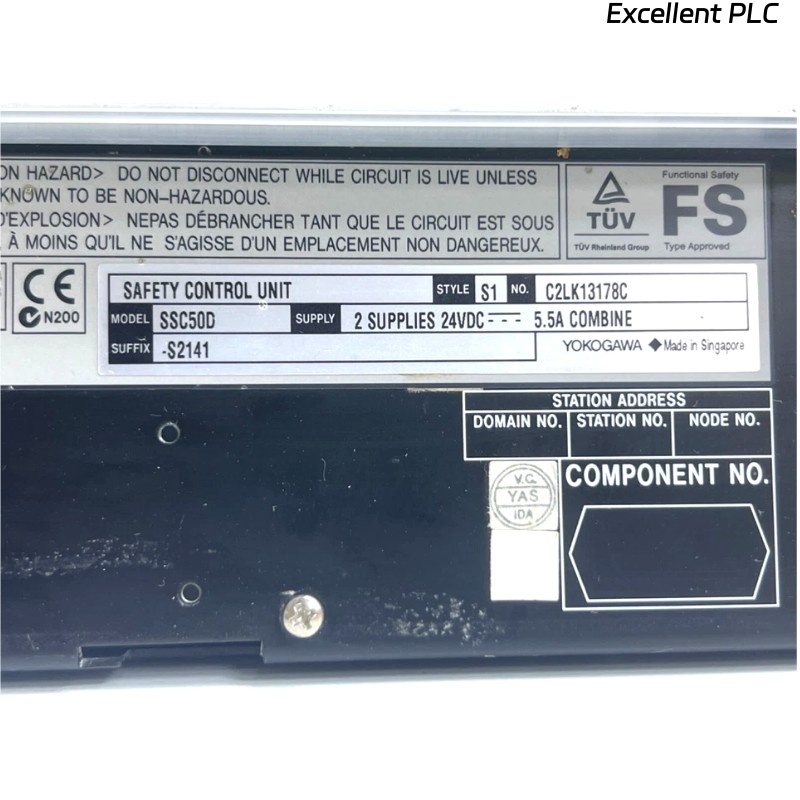 Excellent PLC
ON HAZARD> DO NOT DISCONNECT WHILE CIRCUIT IS LIVE UNLESS
KNOWN TO BE NON-HAZARDOUS.
D'EXPLOSION> NEPAS DÉBRANCHER TANT QUE LE CIRCUIT EST SOUS
À MOINS QU'IL NE S'AGISSE D'UN EMPLACEMENT NON DANGEREUX.
TÜV
TÜV Rheinland Group
Functional Safety
FS
Type Approved
CE
N200
SAFETY CONTROL UNIT STYLE S1 NO. C2LK13178C
MODEL SSC50D SUPPLY 2 SUPPLIES 24VDC 5.5A COMBINE
SUFFIX -S2141
YOKOGAWA ◆ Made in Singapore
STATION ADDRESS
DOMAIN NO. STATION NO. NODE NO.
COMPONENT NO.
V.C.
YAS
IDA